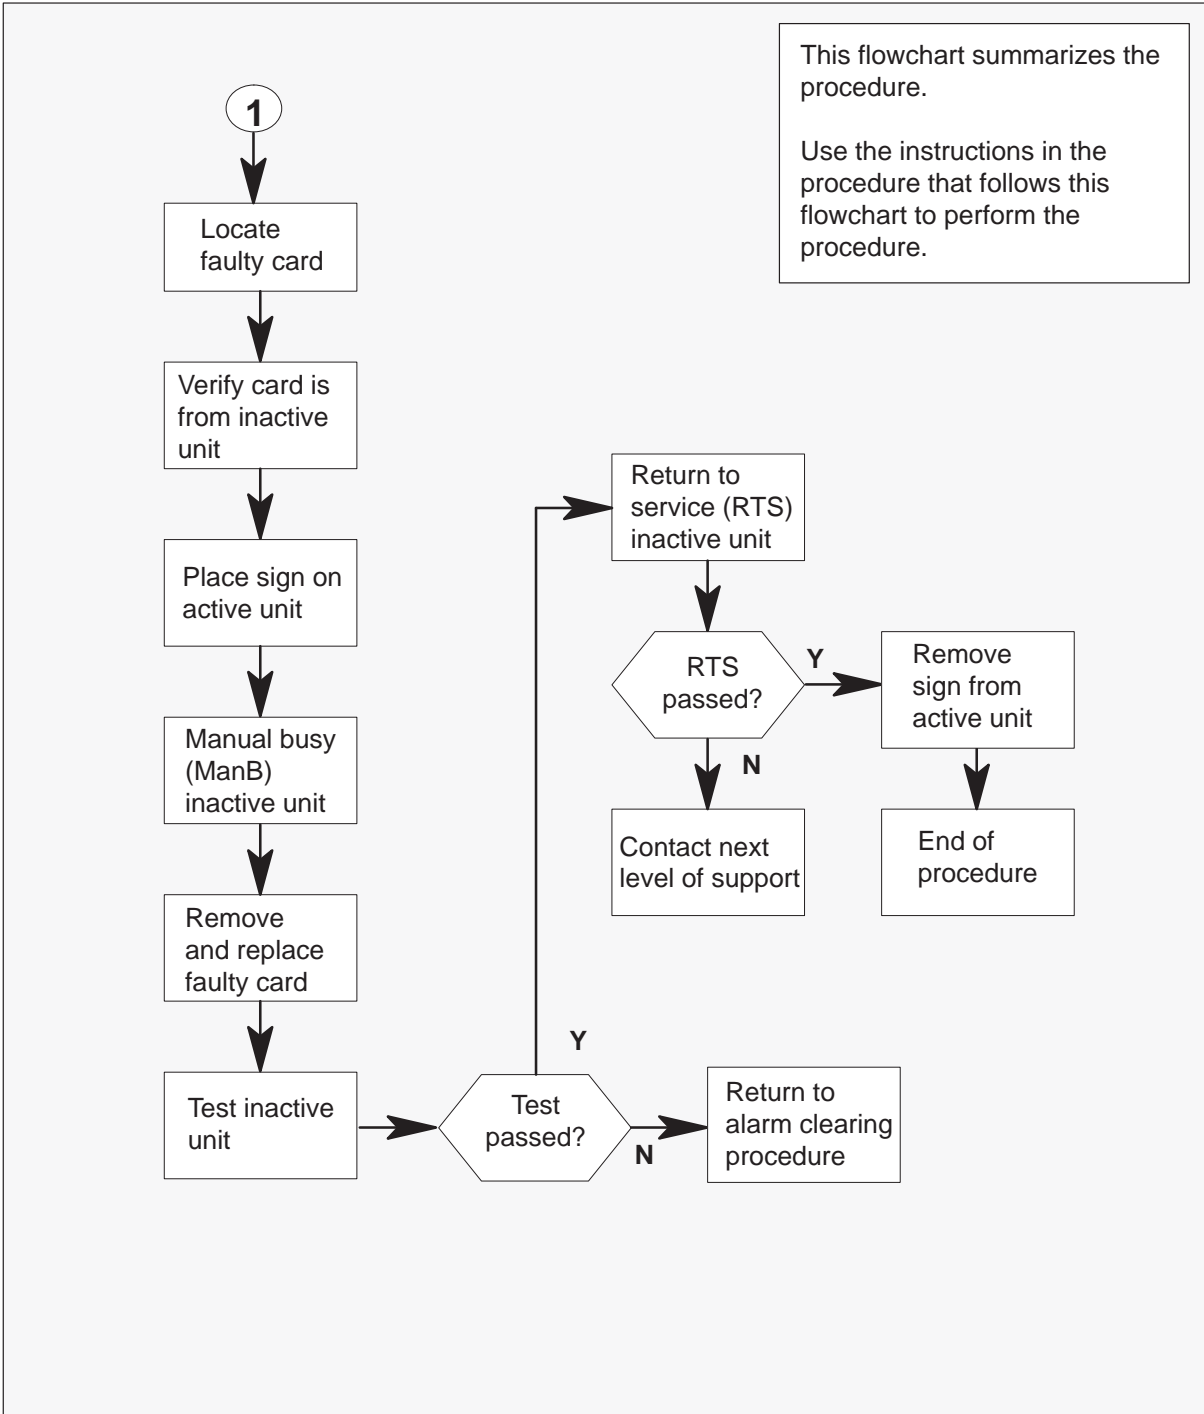 This flowchart summarizes the
procedure.
Use the instructions in the
procedure that follows this
flowchart to perform the
procedure.
1
Locate
faulty card
Verify card is
from inactive
unit
Place sign on
active unit
Manual busy
(ManB)
inactive unit
Remove
and replace
faulty card
Test inactive
unit
Test
passed?
Y
N
Return to
alarm clearing
procedure
Return to
service (RTS)
inactive unit
RTS
passed?
Y
N
Contact next
level of support
Remove
sign from
active unit
End of
procedure